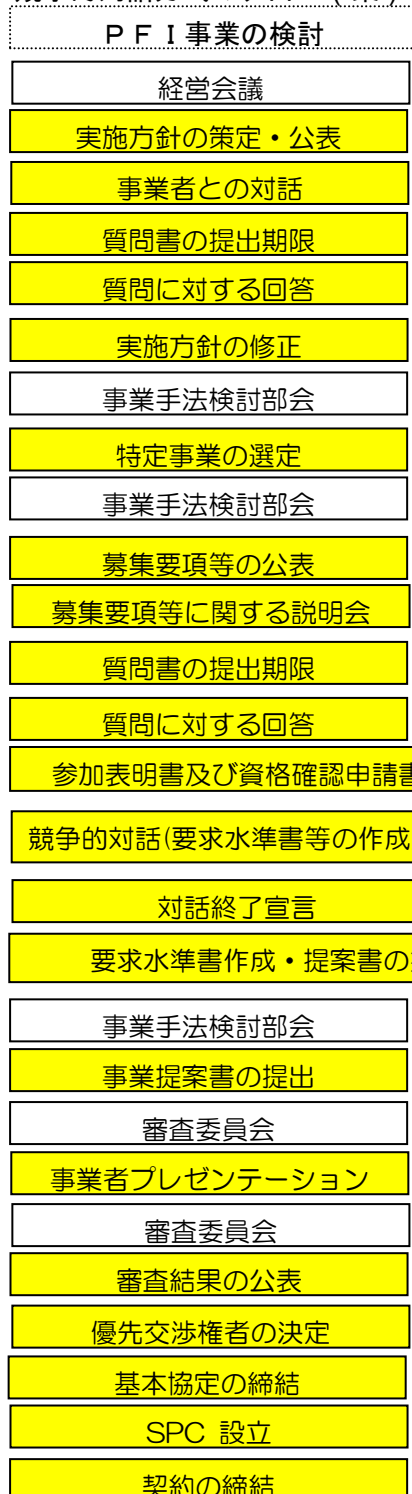 ＰＦＩ事業の検討
経営会議
実施方針の策定・公表
事業者との対話
質問書の提出期限
質問に対する回答
実施方針の修正
事業手法検討部会
特定事業の選定
事業手法検討部会
募集要項等の公表
募集要項等に関する説明会
質問書の提出期限
質問に対する回答
参加表明書及び資格確認申請書
競争的対話(要求水準書等の作成
対話終了宣言
要求水準書作成・提案書の
事業手法検討部会
事業提案書の提出
審査委員会
事業者プレゼンテーション
審査委員会
審査結果の公表
優先交渉権者の決定
基本協定の締結
SPC 設立
契約の締結